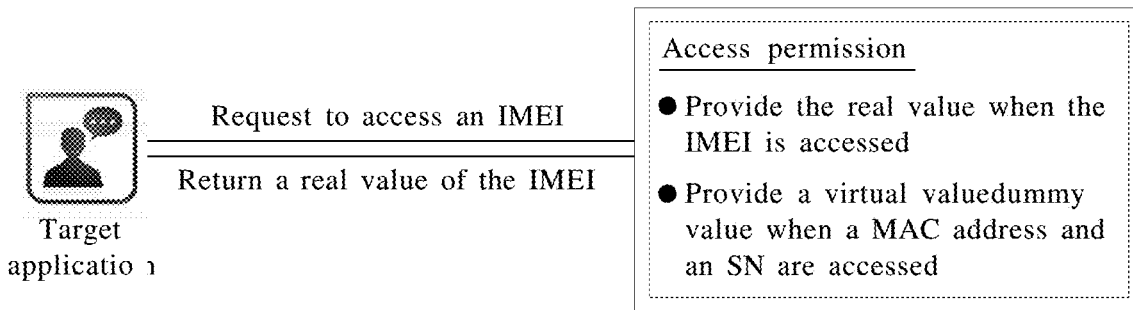 Request to access an IMEI
Return a real value of the IMEI
Target
application
Access permission
● Provide the real value when the
IMEI is accessed
● Provide a virtual valuedummy
value when a MAC address and
an SN are accessed